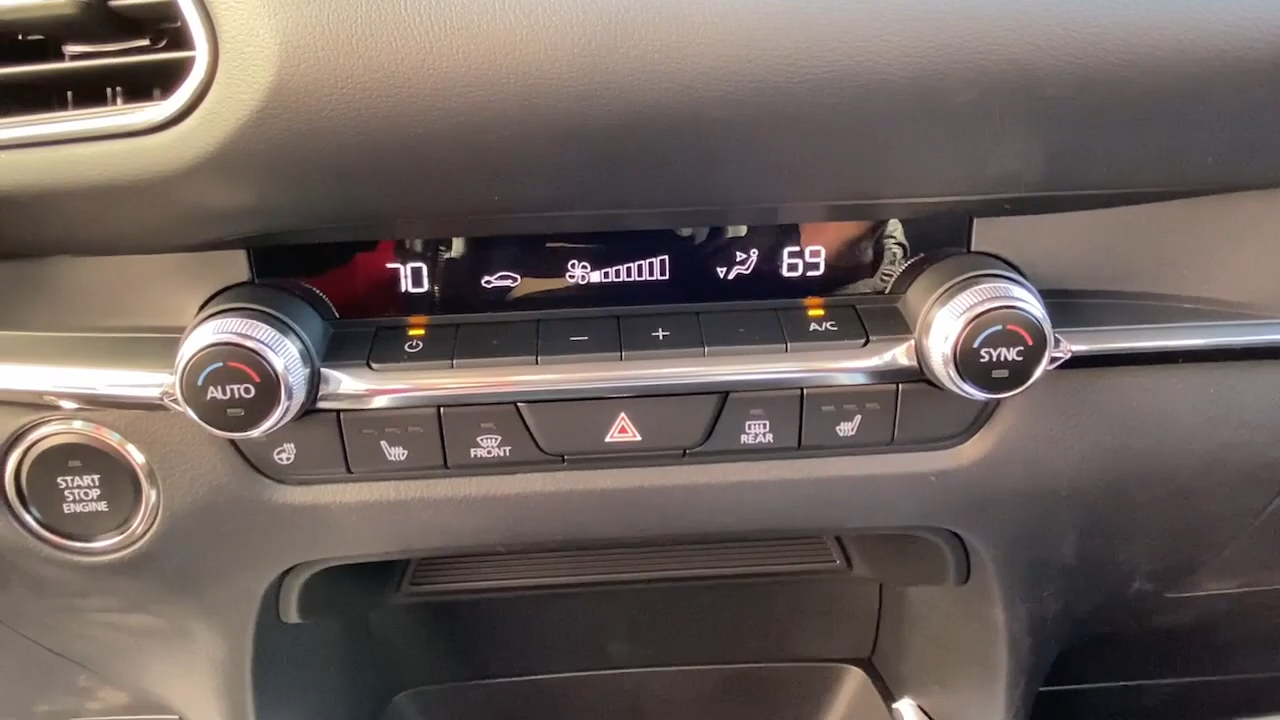 70
69
A/C
AUTO
SYNC
FRONT
REAR
START
STOP
ENGINE